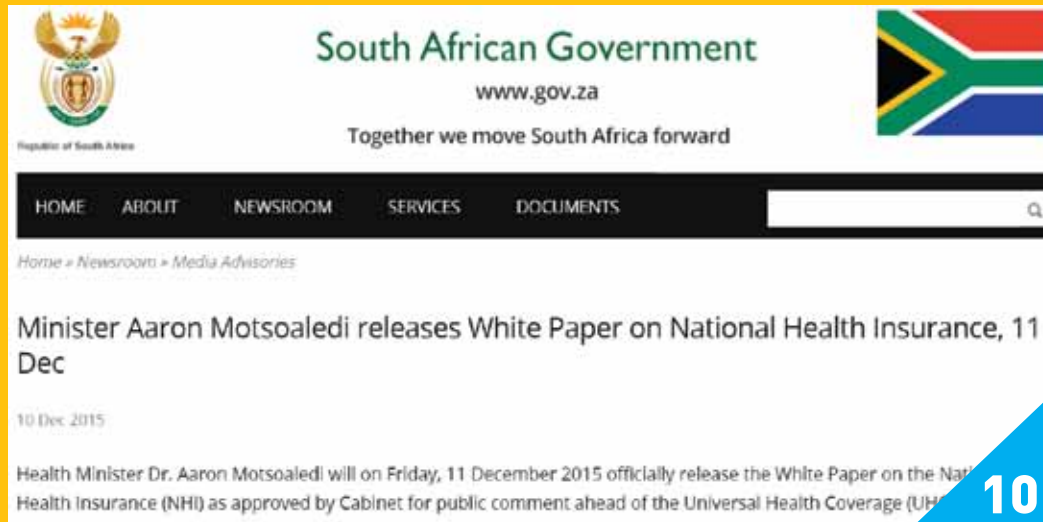 South African Government
www.gov.za
Together we move South Africa forward
Republic of South Africa
HOME ABOUT NEWSROOM SERVICES DOCUMENTS
Home » Newsroom » Media Advisories
Minister Aaron Motsoaledi releases White Paper on National Health Insurance, 11
Dec
10 Dec 2015
Health Minister Dr. Aaron Motsoaledi will on Friday, 11 December 2015 officially release the White Paper on the
Health Insurance (NHI) as approved by Cabinet for public comment ahead of the Universal Health Coverage
10